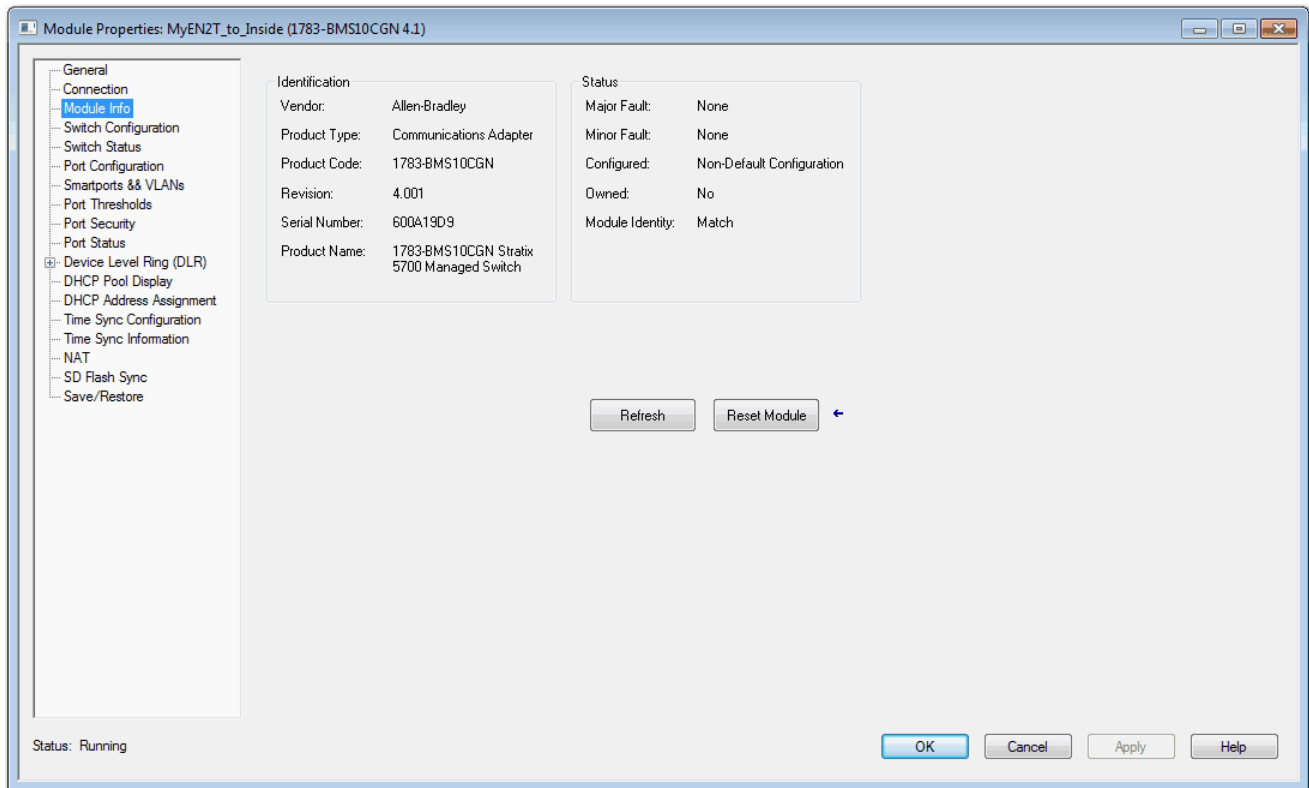 Module Properties: MyEN2T_to_Inside (1783-BMS10CGN 4.1)
General
Connection
Module Info
Switch Configuration
Switch Status
Port Configuration
Smartports && VLANs
Port Thresholds
Port Security
Port Status
Device Level Ring (DLR)
DHCP Pool Display
DHCP Address Assignment
Time Sync Configuration
Time Sync Information
NAT
SD Flash Sync
Save/Restore
Identification
Vendor: Allen-Bradley
Product Type: Communications Adapter
Product Code: 1783-BMS10CGN
Revision: 4.001
Serial Number: 600A19D9
Product Name: 1783-BMS10CGN Stratix
5700 Managed Switch
Status
Major Fault: None
Minor Fault: None
Configured: Non-Default Configuration
Owned: No
Module Identity: Match
Refresh
Reset Module
Status: Running
OK
Cancel
Apply
Help